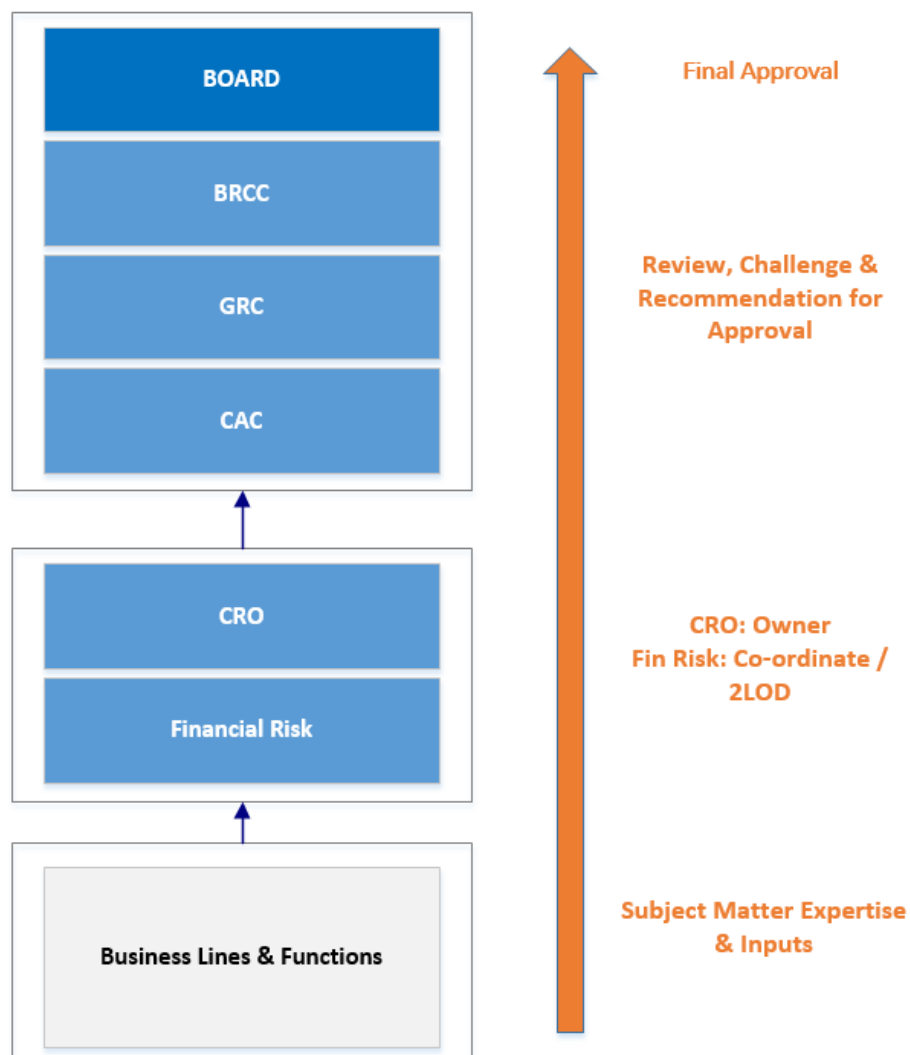 BOARD
Final Approval
BRCC
GRC
CAC
Review, Challenge &
Recommendation for
Approval
CRO
Financial Risk
CRO: Owner
Fin Risk: Co-ordinate /
2LOD
Business Lines & Functions
Subject Matter Expertise
& Inputs